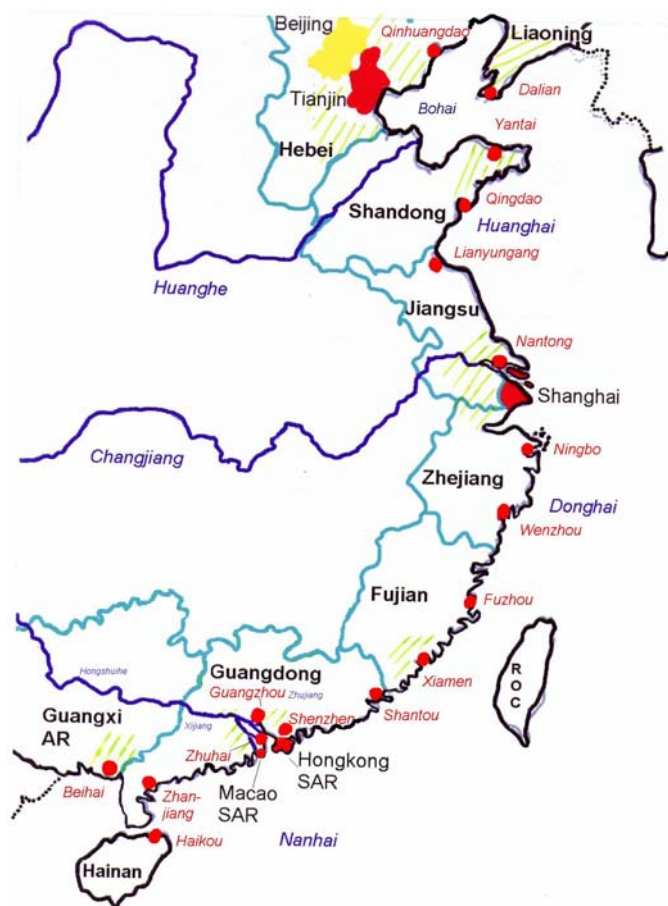 Beijing
Qinhuangdao
Liaoning
Tianjin
Bohai
Dalian
Yantai
Hebei
Shandong
Qingdao
Huanghai
Lianyungang
Huanghe
Jiangsu
Nantong
Shanghai
Changjiang
Ningbo
Zhejiang
Donghai
Wenzhou
Fujian
Fuzhou
ROC
Hongshuihe
Guangdong
Xiamen
Guangzhou
Zhujiang
Shantou
Guangxi
AR
Xijiang
Shenzhen
Zhuhai
Hongkong
SAR
Beihai
Zhan-
jiang
Macao
SAR
Haikou
Nanhai
Hainan